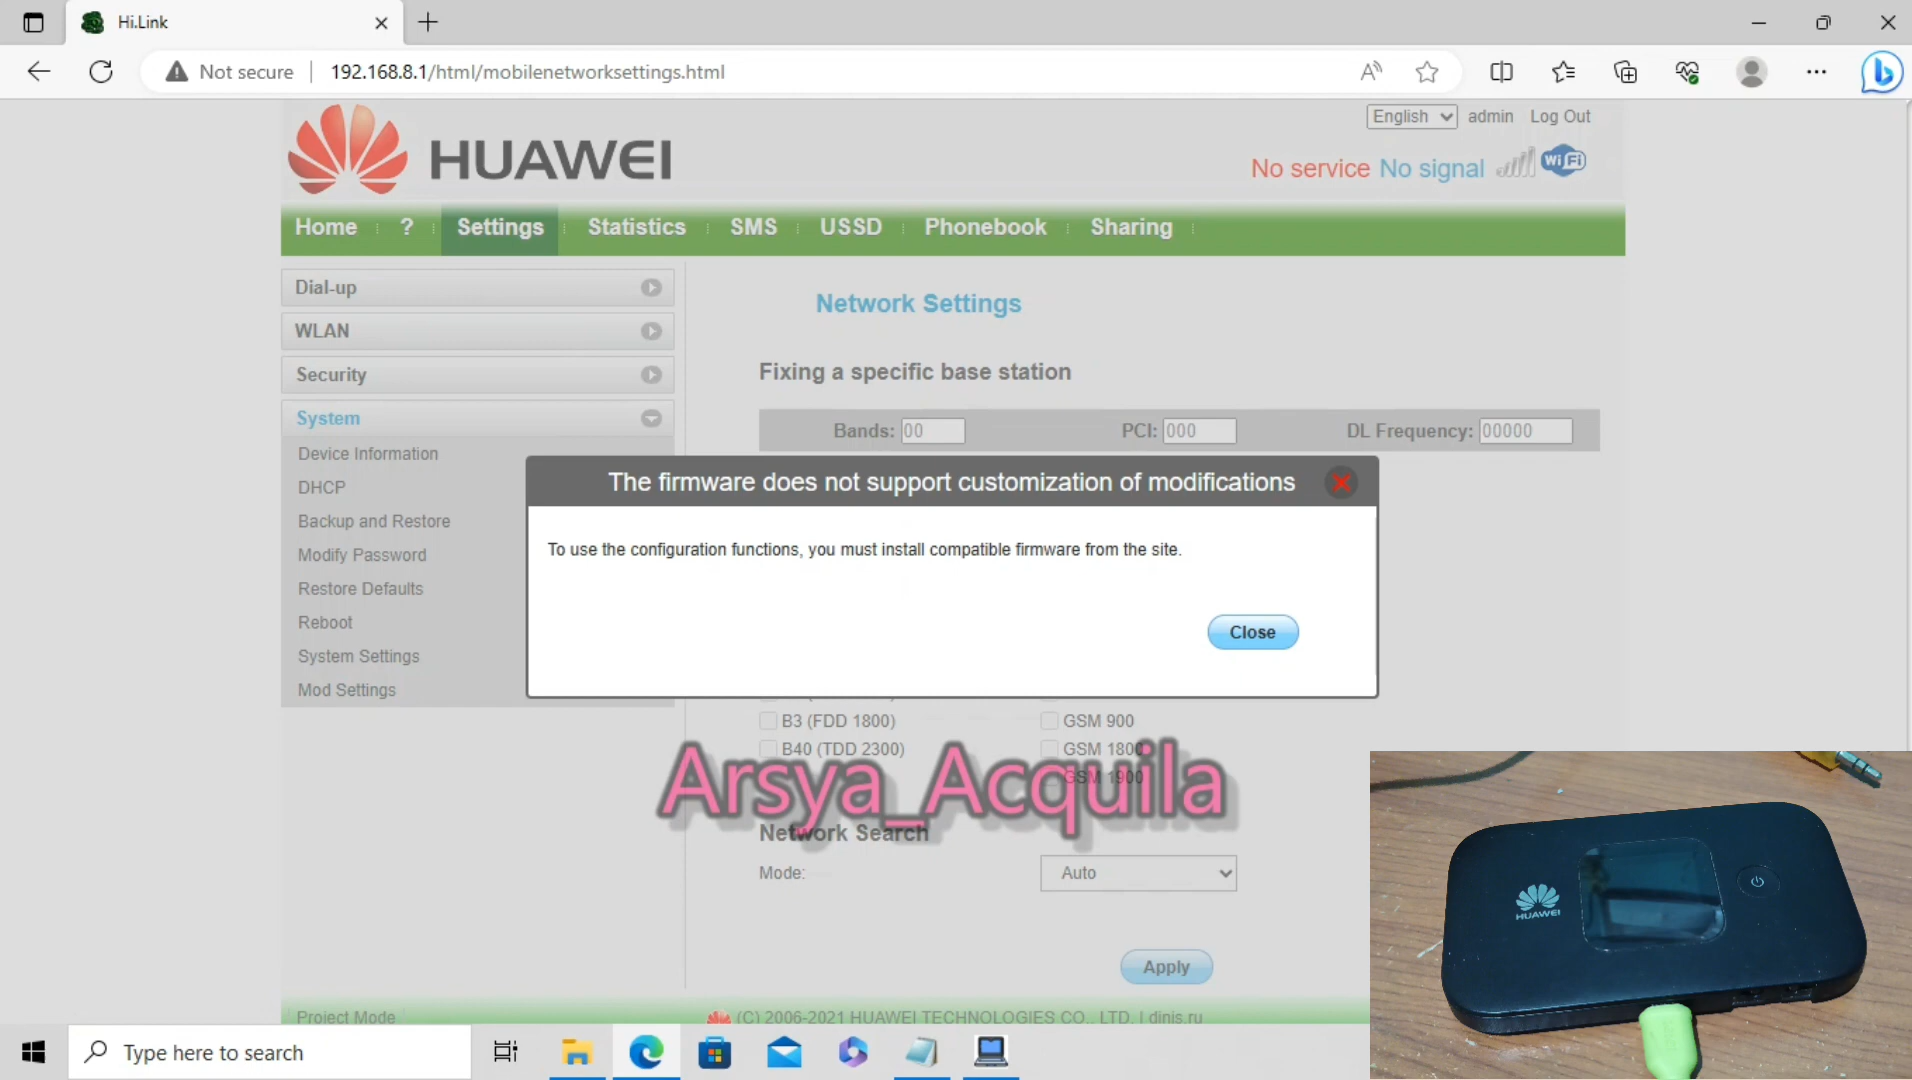 Hi.Link
Not secure
192.168.8.1/html/mobilenetworksettings.html
English
admin
Log Out
HUAWEI
No service No signal
WiFi
Home
?
Settings
Statistics
SMS
USSD
Phonebook
Sharing
Dial-up
WLAN
Security
System
Device Information
DHCP
Backup and Restore
Modify Password
Restore Defaults
Reboot
System Settings
Mod Settings
Network Settings
Fixing a specific base station
Bands: 00
PCI: 000
DL Frequency: 00000
The firmware does not support customization of modifications
To use the configuration functions, you must install compatible firmware from the site.
Close
B3 (FDD 1800)
GSM 900
B40 (TDD 2300)
GSM 1800
GSM 1900
Arsya_Acquila
Network Search
Mode:
Auto
Apply
Project Mode
(C) 2006-2021 HUAWEI TECHNOLOGIES CO., LTD. | dinis.ru
HUAWEI
Type here to search